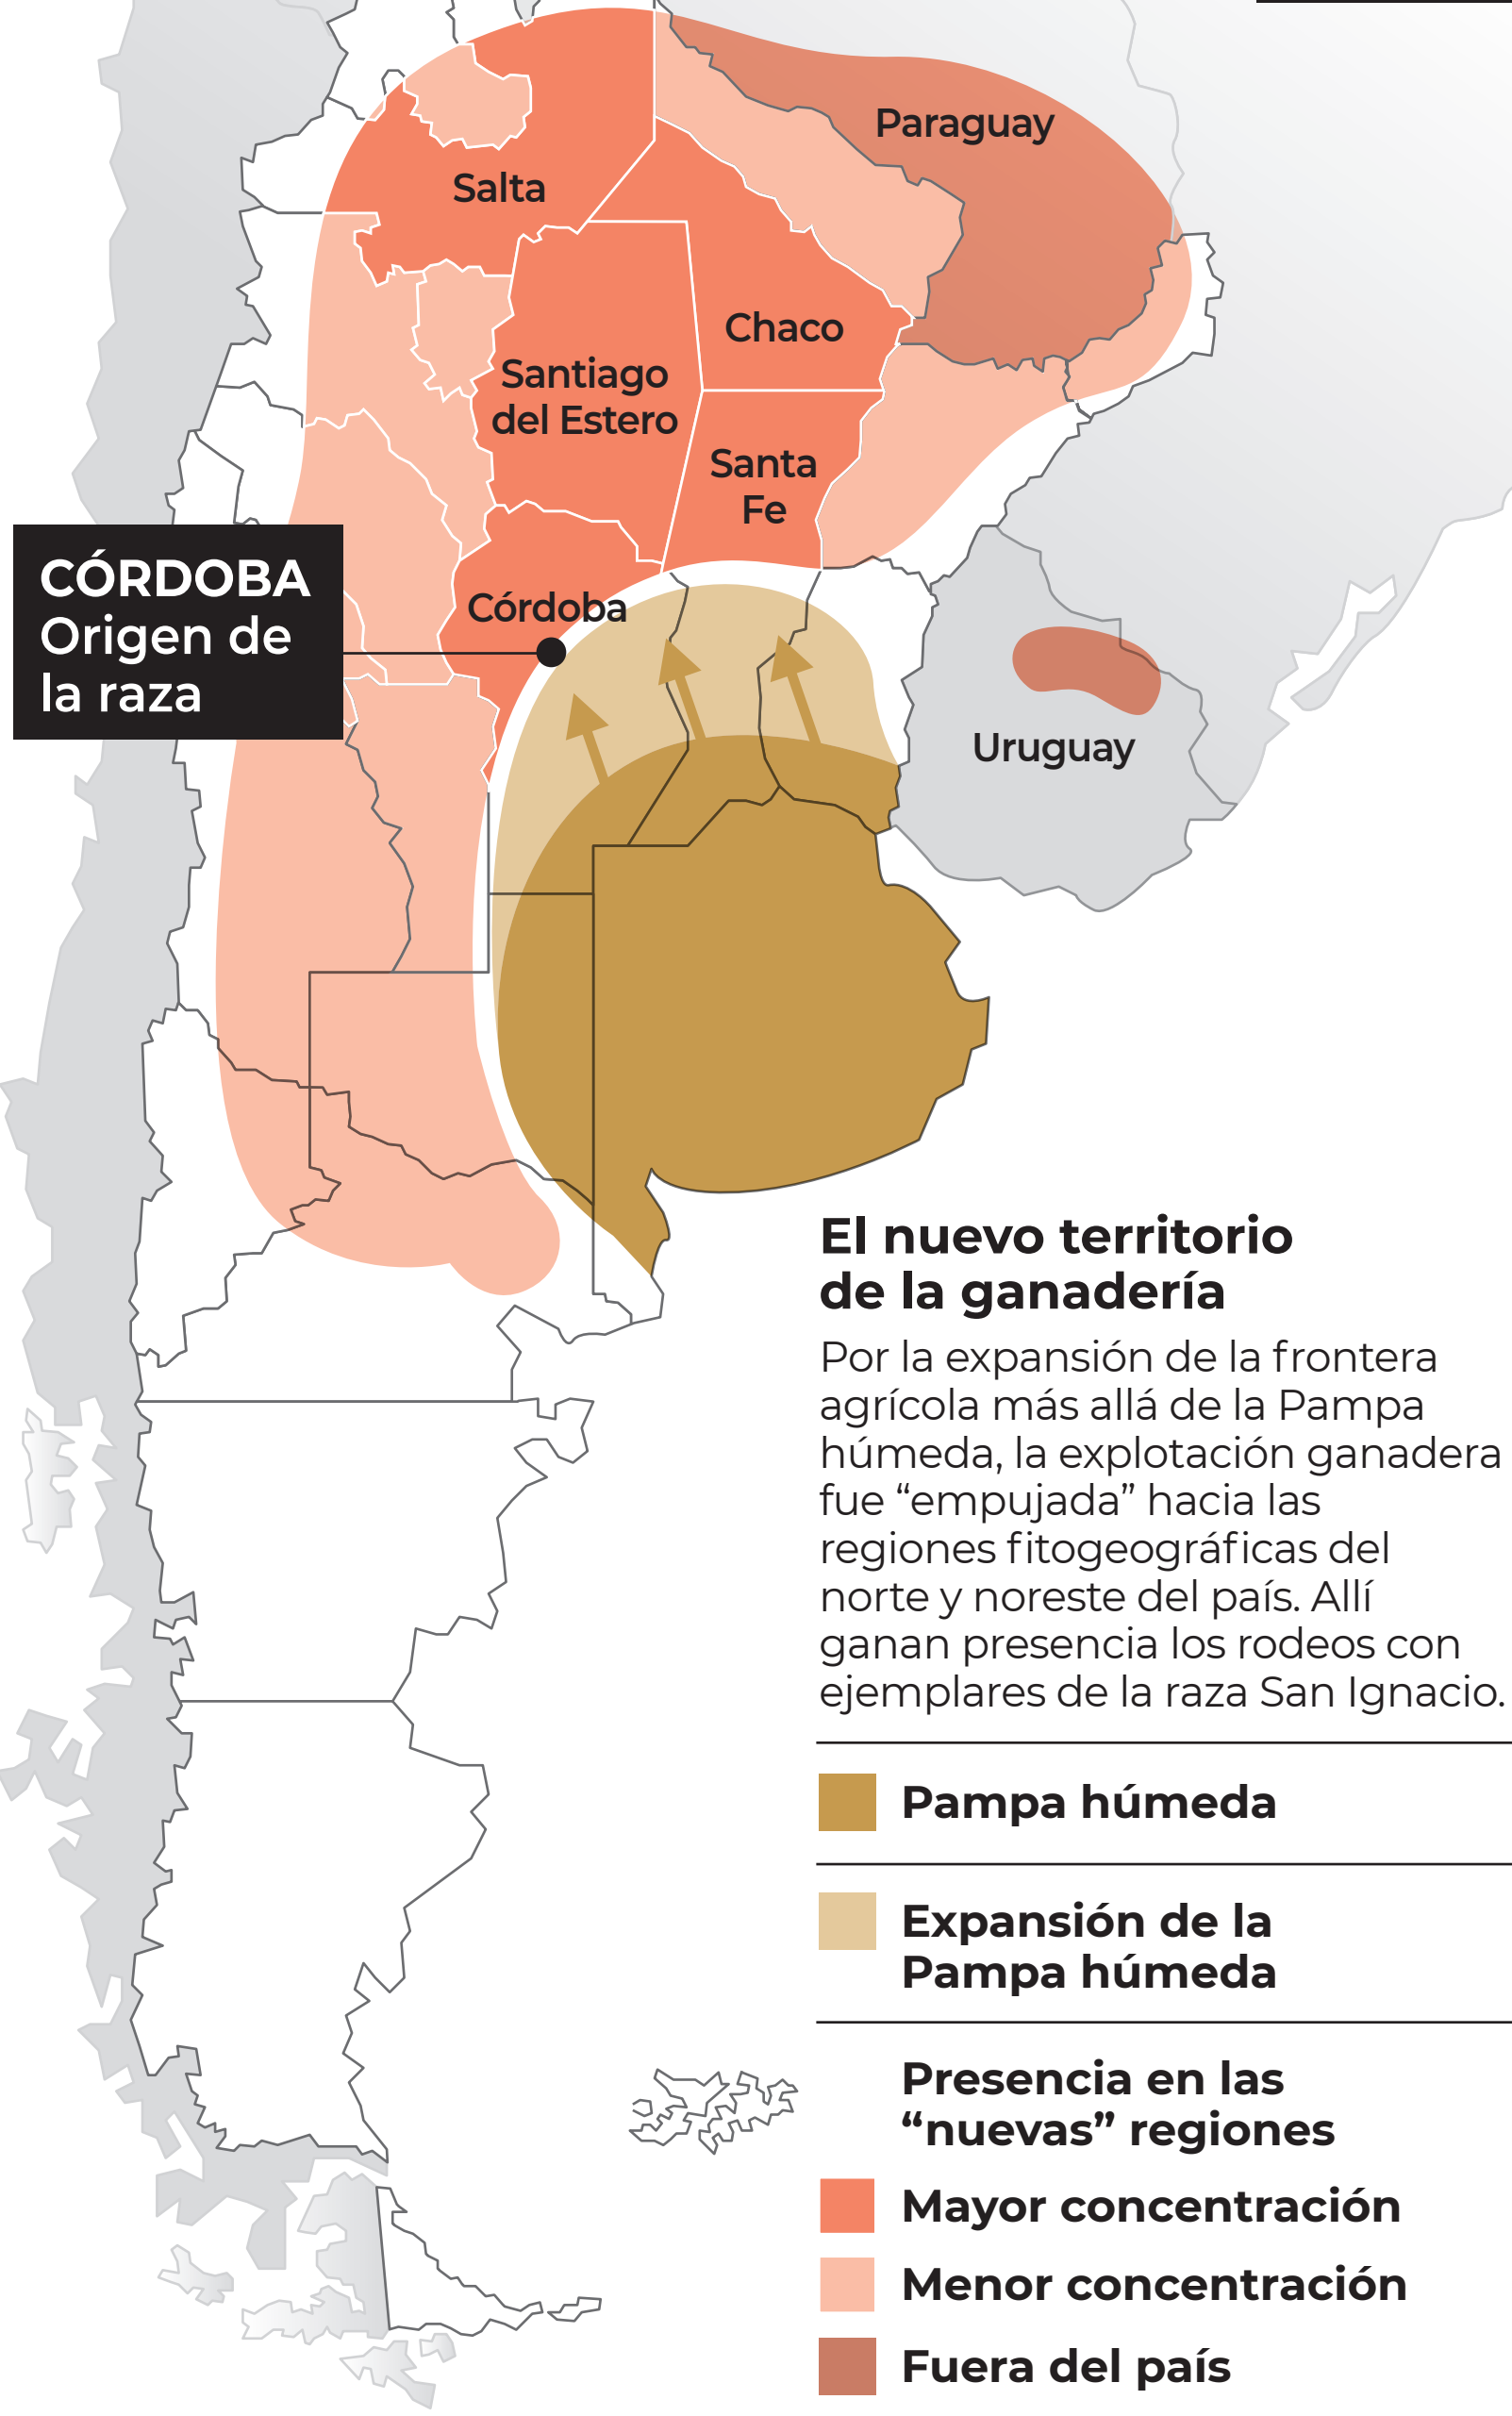 Paraguay
Salta
Chaco
Santiago
del Estero
Santa
Fe
CÓRDOBA
Origen de
la raza
Córdoba
Uruguay
El nuevo territorio
de la ganadería
Por la expansión de la frontera
agrícola más allá de la Pampa
húmeda, la explotación ganadera
fue “empujada” hacia las
regiones fitogeográficas del
norte y noreste del país. Allí
ganan presencia los rodeos con
ejemplares de la raza San Ignacio.
Pampa húmeda
Expansión de la
Pampa húmeda
Presencia en las
“nuevas” regiones
Mayor concentración
Menor concentración
Fuera del país